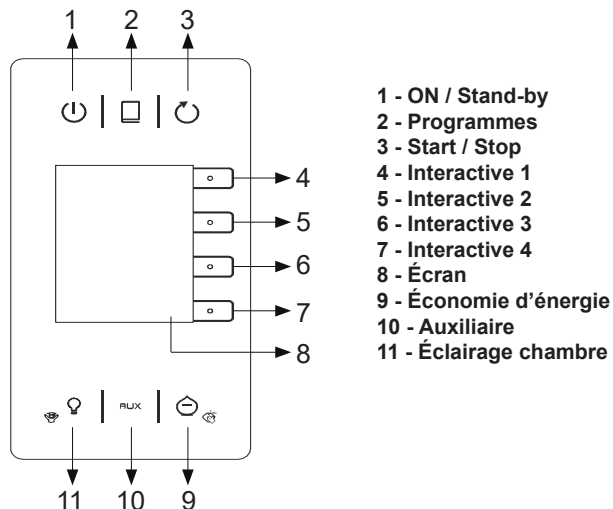 1 2 3
4
5
6
7
8
AUX
11 10 9
1 - ON / Stand-by
2 - Programmes
3 - Start / Stop
4 - Interactive 1
5 - Interactive 2
6 - Interactive 3
7 - Interactive 4
8 - Écran
9 - Économie d'énergie
10 - Auxiliaire
11 - Éclairage chambre